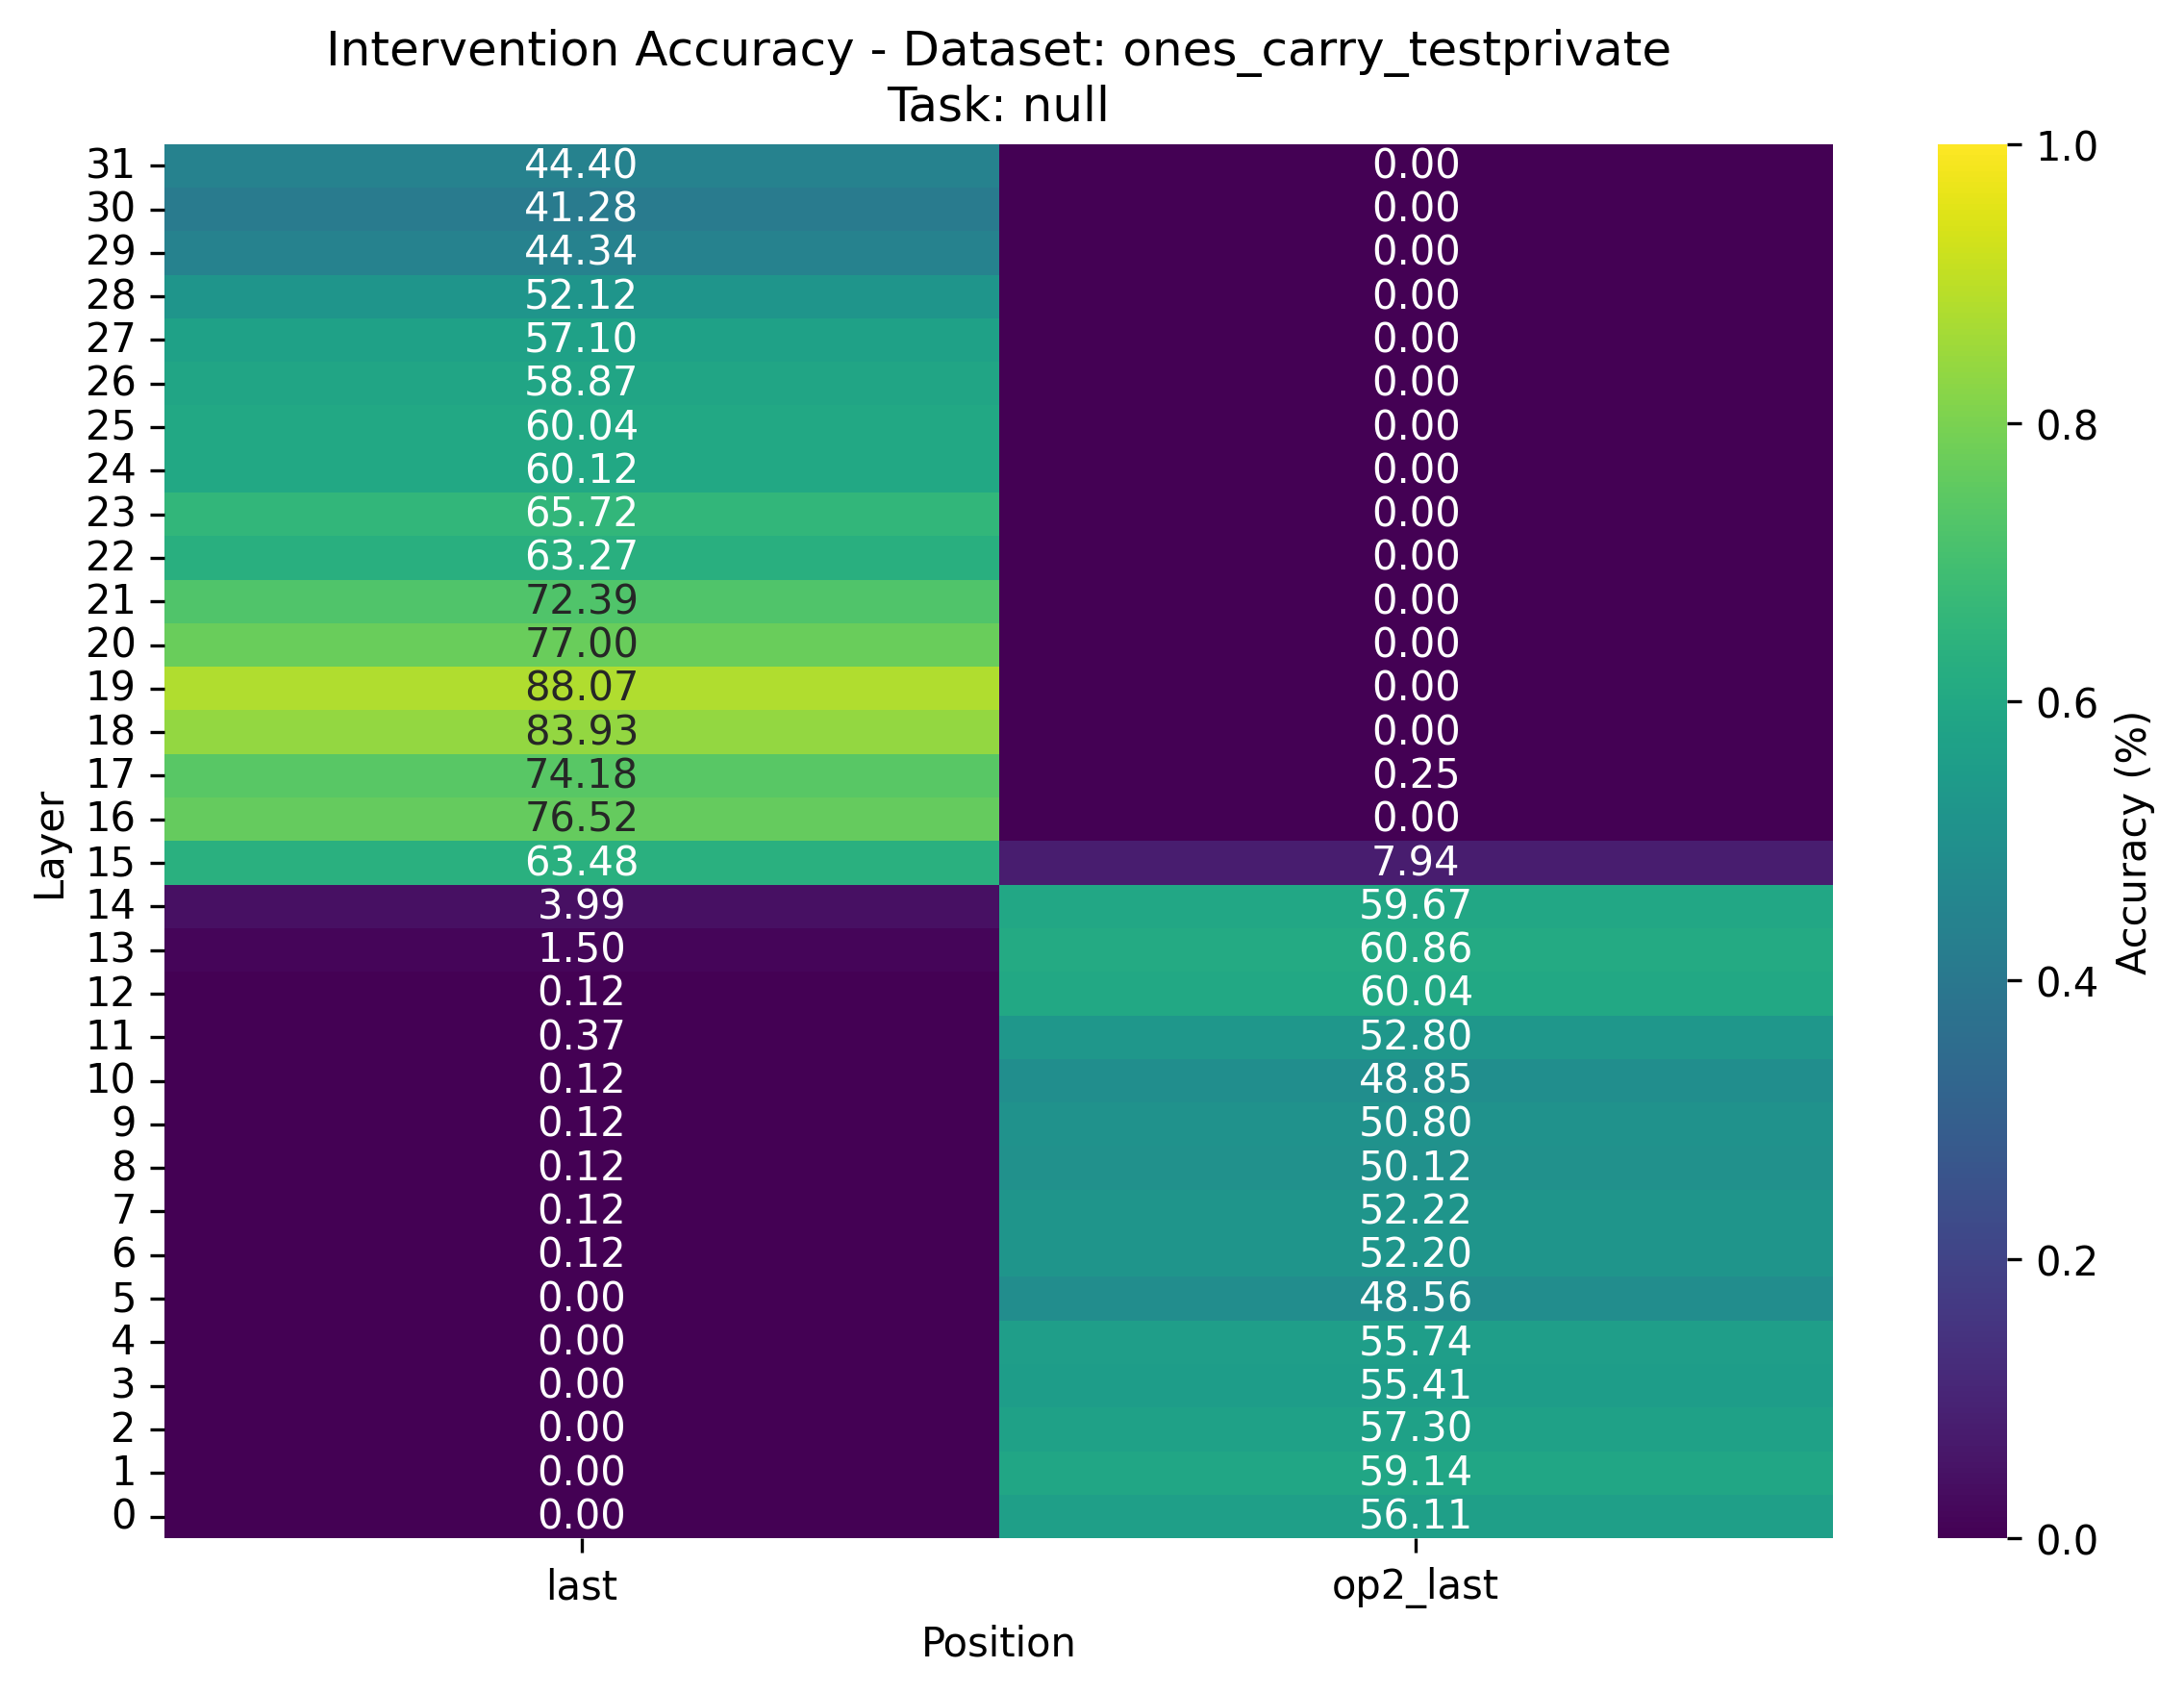 Intervention Accuracy - Dataset: ones_carry_testprivate
Task: null
31 44.40 0.00
30 41.28 0.00
29 44.34 0.00
28 52.12 0.00
27 57.10 0.00
26 58.87 0.00
25 60.04 0.00
24 60.12 0.00
23 65.72 0.00
22 63.27 0.00
21 72.39 0.00
20 77.00 0.00
19 88.07 0.00
18 83.93 0.00
17 74.18 0.25
16 76.52 0.00
15 63.48 7.94
14 3.99 59.67
13 1.50 60.86
12 0.12 60.04
11 0.37 52.80
10 0.12 48.85
9 0.12 50.80
8 0.12 50.12
7 0.12 52.22
6 0.12 52.20
5 0.00 48.56
4 0.00 55.74
3 0.00 55.41
2 0.00 57.30
1 0.00 59.14
0 0.00 56.11
last op2_last
Position
Layer
1.0
0.8
0.6
0.4
0.2
0.0
Accuracy (%)